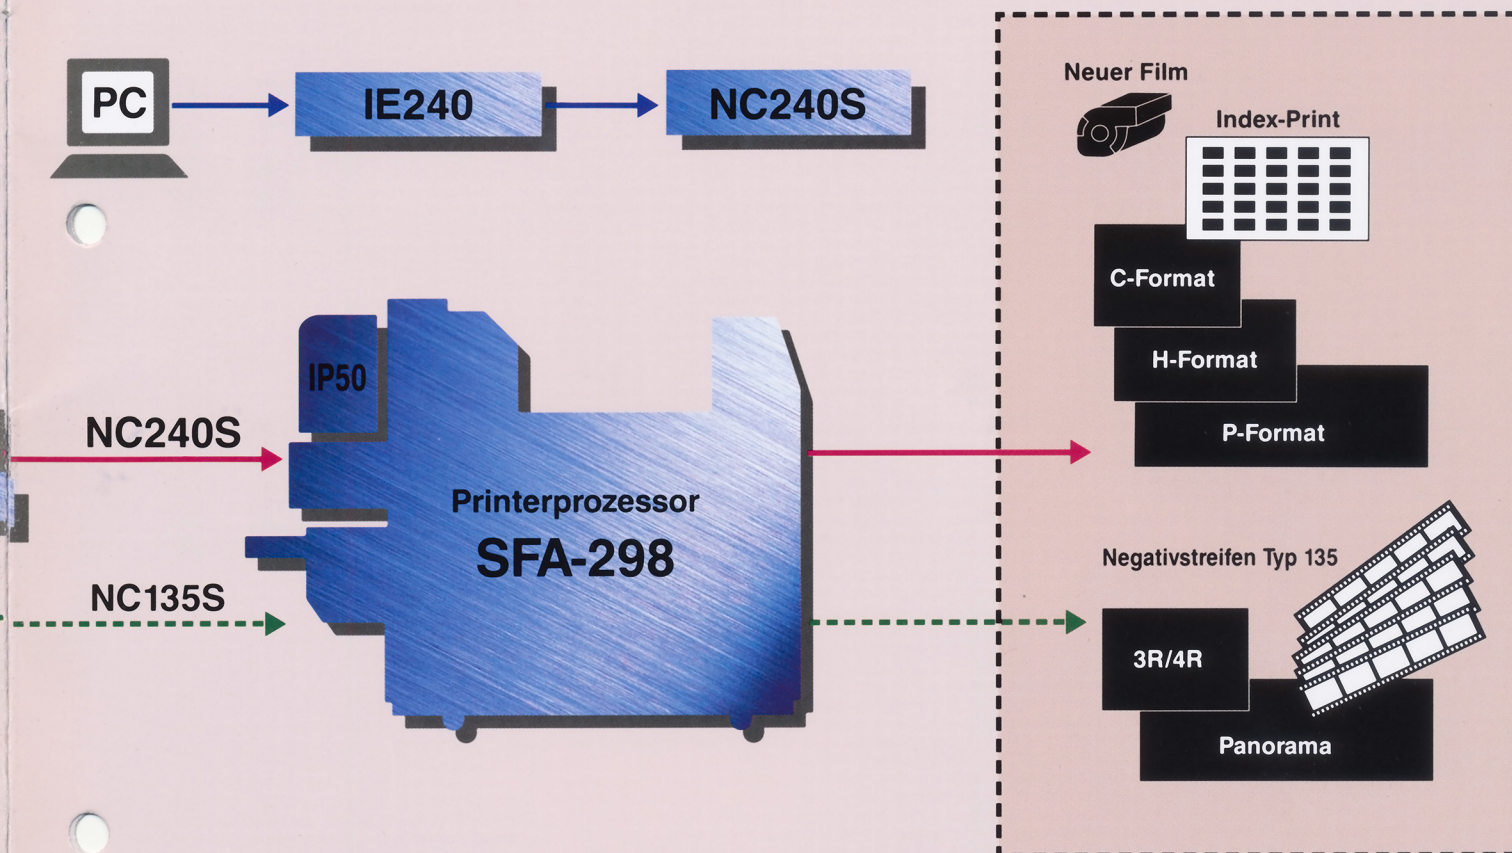 PC
IE240
NC240S
Neuer Film
Index-Print
C-Format
H-Format
P-Format
IP50
NC240S
Printerprozessor
SFA-298
NC135S
Negativstreifen Typ 135
3R/4R
Panorama